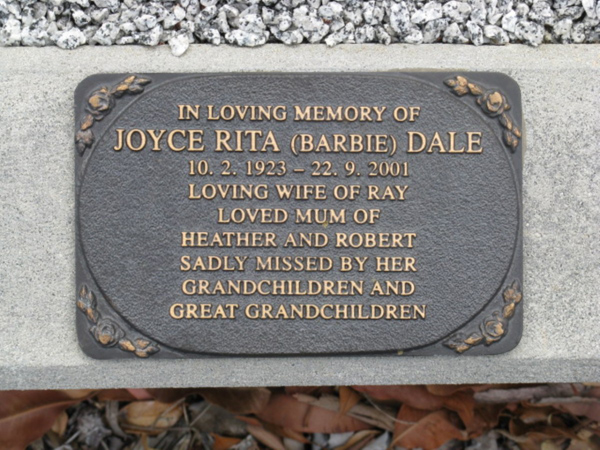 IN LOVING MEMORY OF
JOYCE RITA (BARBIE) DALE
10. 2. 1923 – 22. 9. 2001
LOVING WIFE OF RAY
LOVED MUM OF
HEATHER AND ROBERT
SADLY MISSED BY HER
GRANDCHILDREN AND
GREAT GRANDCHILDREN